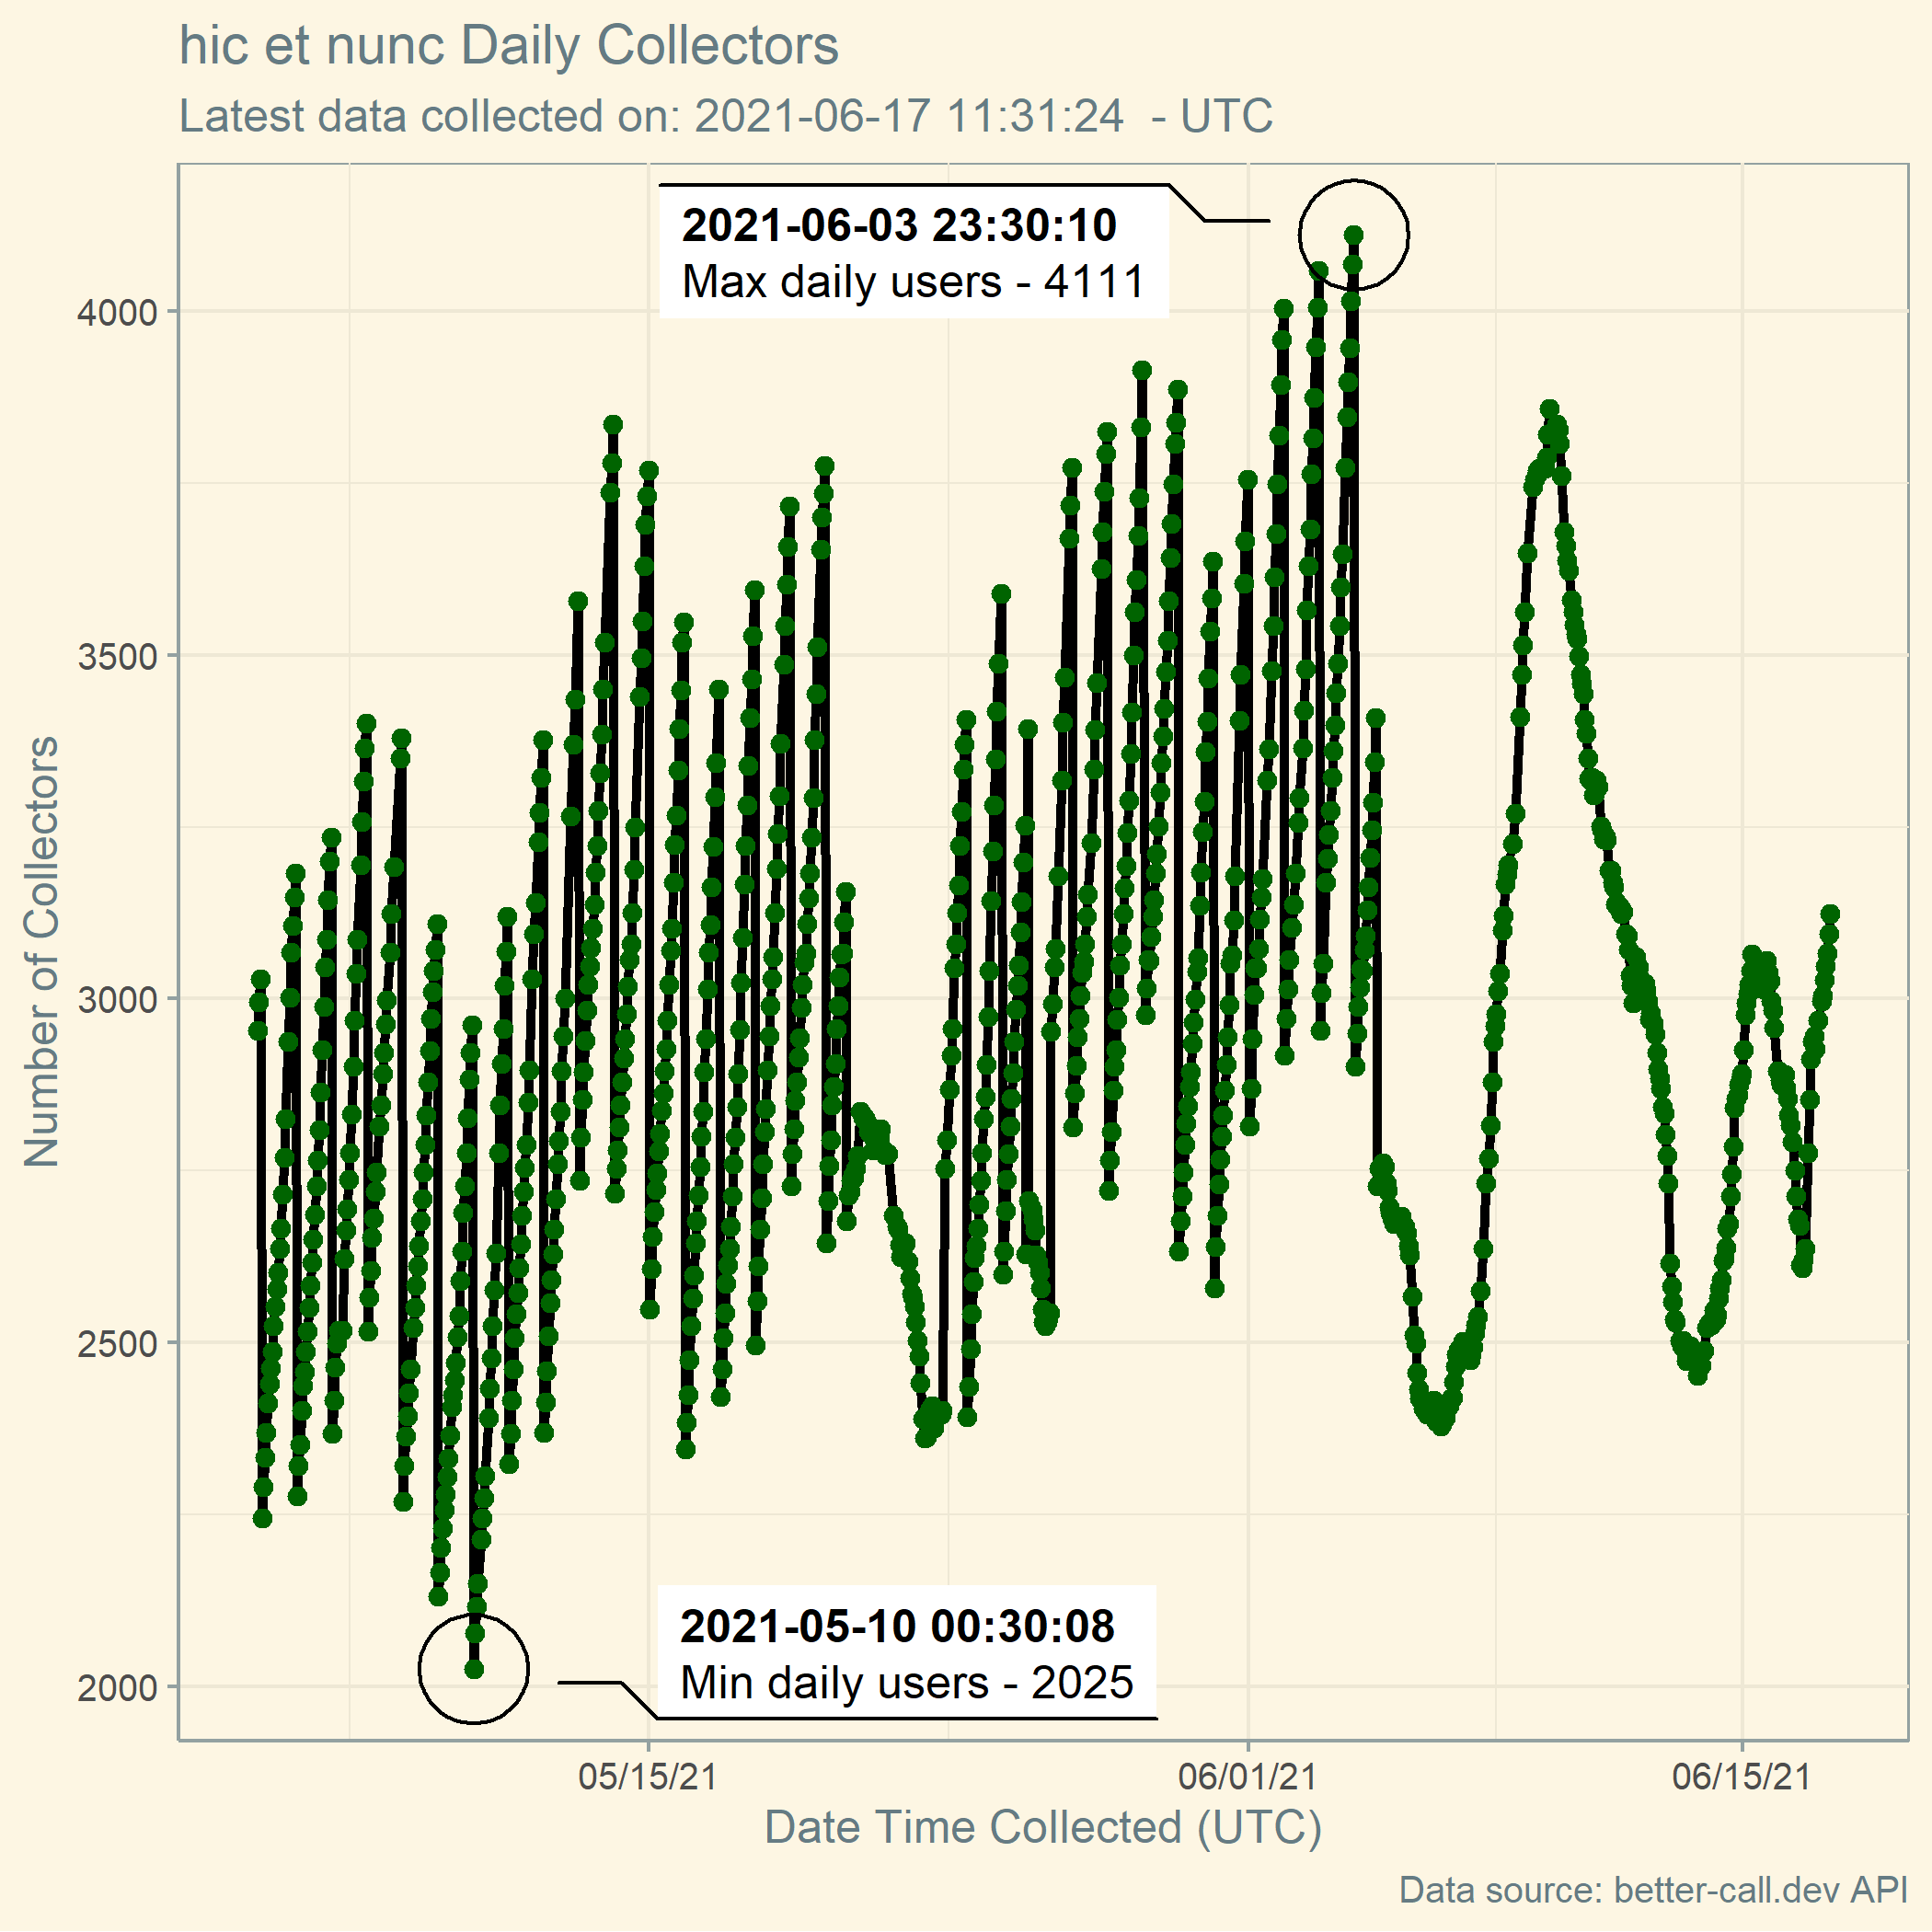 hic et nunc Daily Collectors
Latest data collected on: 2021-06-17 11:31:24  - UTC
2021-06-03 23:30:10
Max daily users - 4111
4000
3500
3000
2500
2000
Number of Collectors
2021-05-10 00:30:08
Min daily users - 2025
05/15/21
06/01/21
06/15/21
Date Time Collected (UTC)
Data source: better-call.dev API